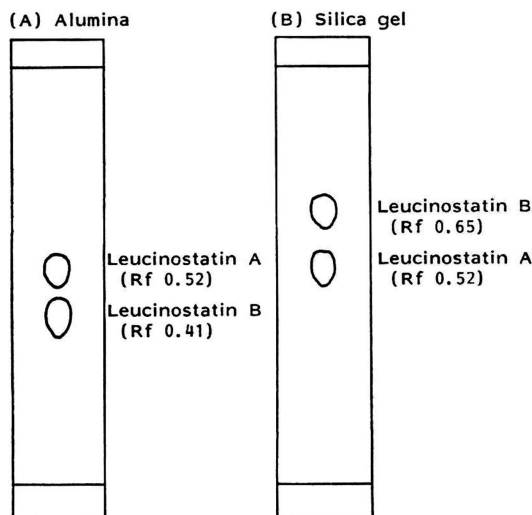 (A) Alumina
Leucinostatin A
(Rf 0.52)
Leucinostatin B
(Rf 0.41)
(B) Silica gel
Leucinostatin B
(Rf 0.65)
Leucinostatin A
(Rf 0.52)